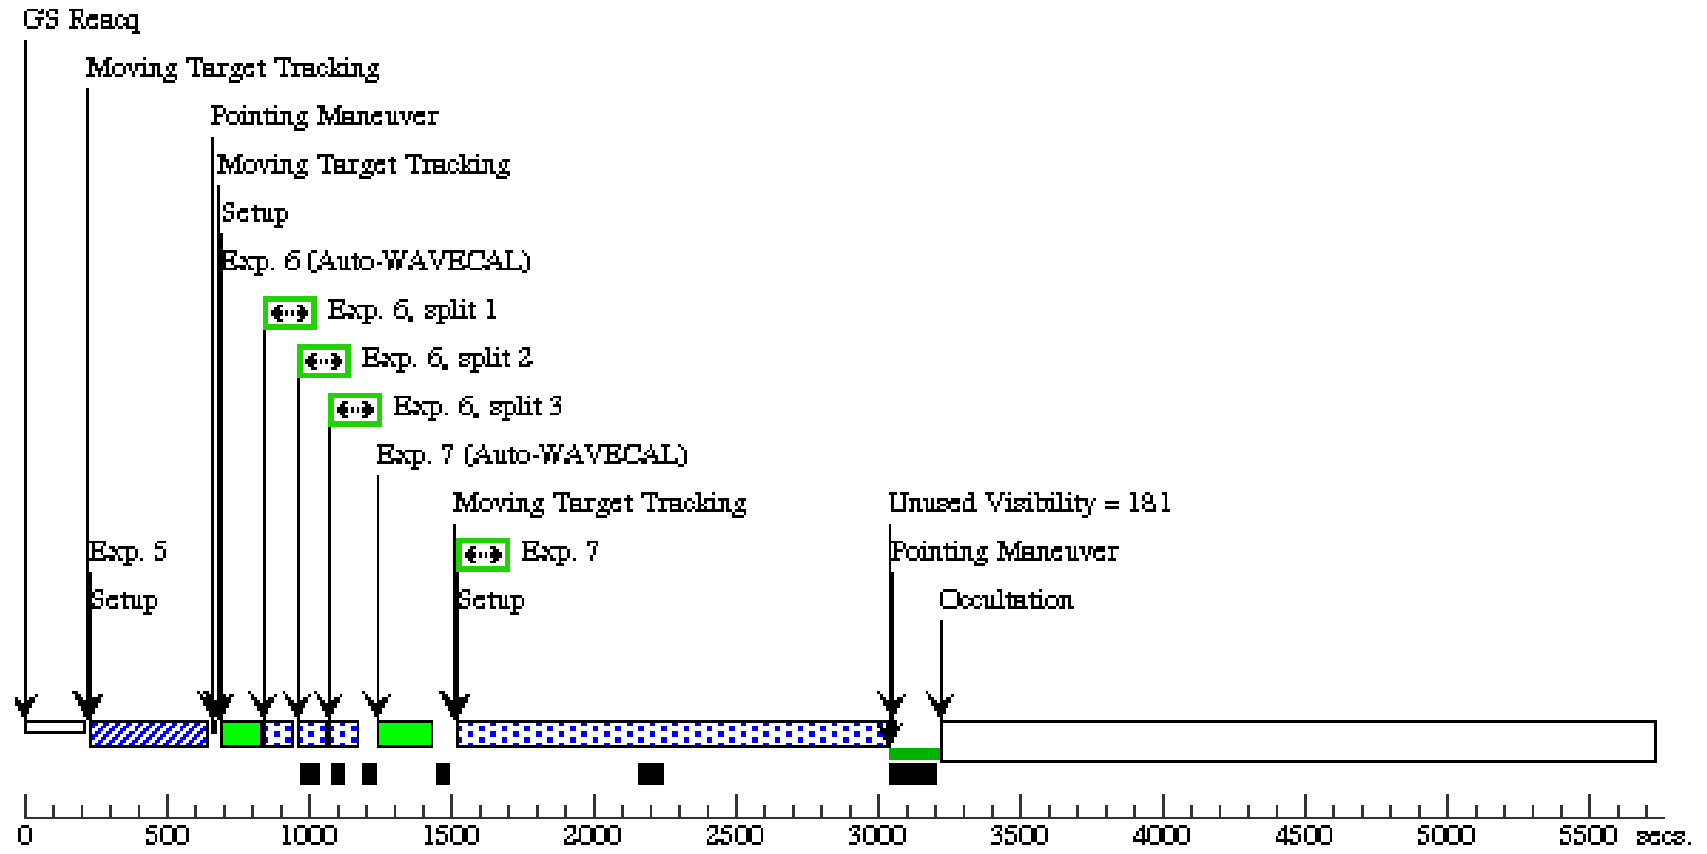 GS Reacq
Moving Target Tracking
Pointing Maneuver
Moving Target Tracking
Setup
Exp. 6 (Auto-WAVECAL)
Exp. 6, split 1
Exp. 6, split 2
Exp. 6, split 3
Exp. 7 (Auto-WAVECAL)
Moving Target Tracking
Unused Visibility = 181
Exp. 5
Exp. 7
Pointing Maneuver
Setup
Setup
Occultation
0 500 1000 1500 2000 2500 3000 3500 4000 4500 5000 5500 secs.